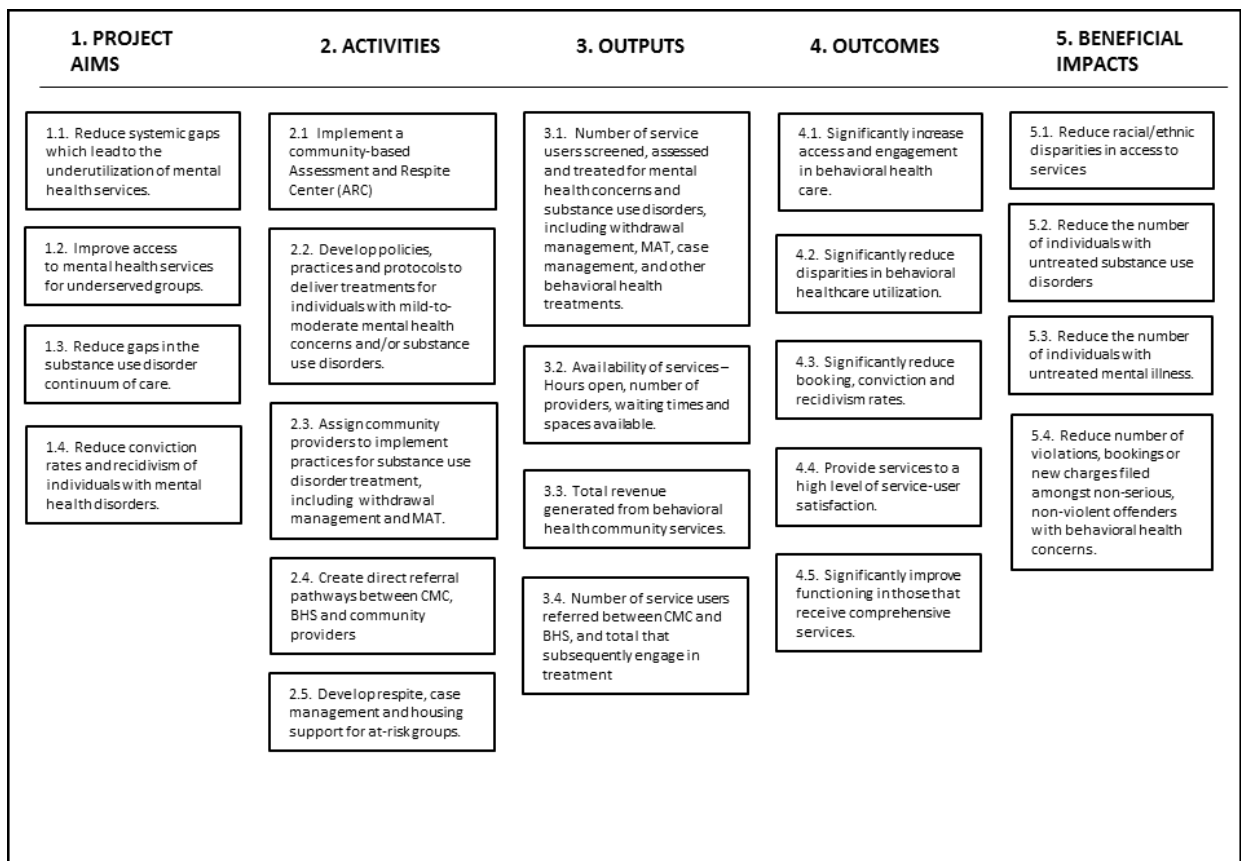 1. PROJECT
AIMS
2. ACTIVITIES
3. OUTPUTS
4. OUTCOMES
5. BENEFICIAL
IMPACTS
1.1. Reduce systemic gaps
which lead to the
underutilization of mental
health services.
1.2. Improve access
to mental health services
for underserved groups.
1.3. Reduce gaps in the
substance use disorder
continuum of care.
1.4. Reduce conviction
rates and recidivism of
individuals with mental
health disorders.
2.1 Implement a
community-based
Assessment and Respite
Center (ARC)
2.2. Develop policies,
practices and protocols to
deliver treatments for
individuals with mild-to-
moderate mental health
concerns and/or substance
use disorders.
2.3. Assign community
providers to implement
practices for substance use
disorder treatment,
including withdrawal
management and MAT.
2.4. Create direct referral
pathways between CMC,
BHS and community
providers
2.5. Develop respite, case
management and housing
support for at-risk groups.
3.1. Number of service
users screened, assessed
and treated for mental
health concerns and
substance use disorders,
including withdrawal
management, MAT, case
management, and other
behavioral health
treatments.
3.2. Availability of services –
Hours open, number of
providers, waiting times and
spaces available.
3.3. Total revenue
generated from behavioral
health community services.
3.4. Number of service users
referred between CMC and
BHS, and total that
subsequently engage in
treatment
4.1. Significantly increase
access and engagement
in behavioral health
care.
4.2. Significantly reduce
disparities in behavioral
healthcare utilization.
4.3. Significantly reduce
booking, conviction and
recidivism rates.
4.4. Provide services to a
high level of service-user
satisfaction.
4.5. Significantly improve
functioning in those that
receive comprehensive
services.
5.1. Reduce racial/ethnic
disparities in access to
services
5.2. Reduce the number
of individuals with
untreated substance use
disorders
5.3. Reduce the number
of individuals with
untreated mental illness.
5.4. Reduce number of
violations, bookings or
new charges filed
amongst non-serious,
non-violent offenders
with behavioral health
concerns.